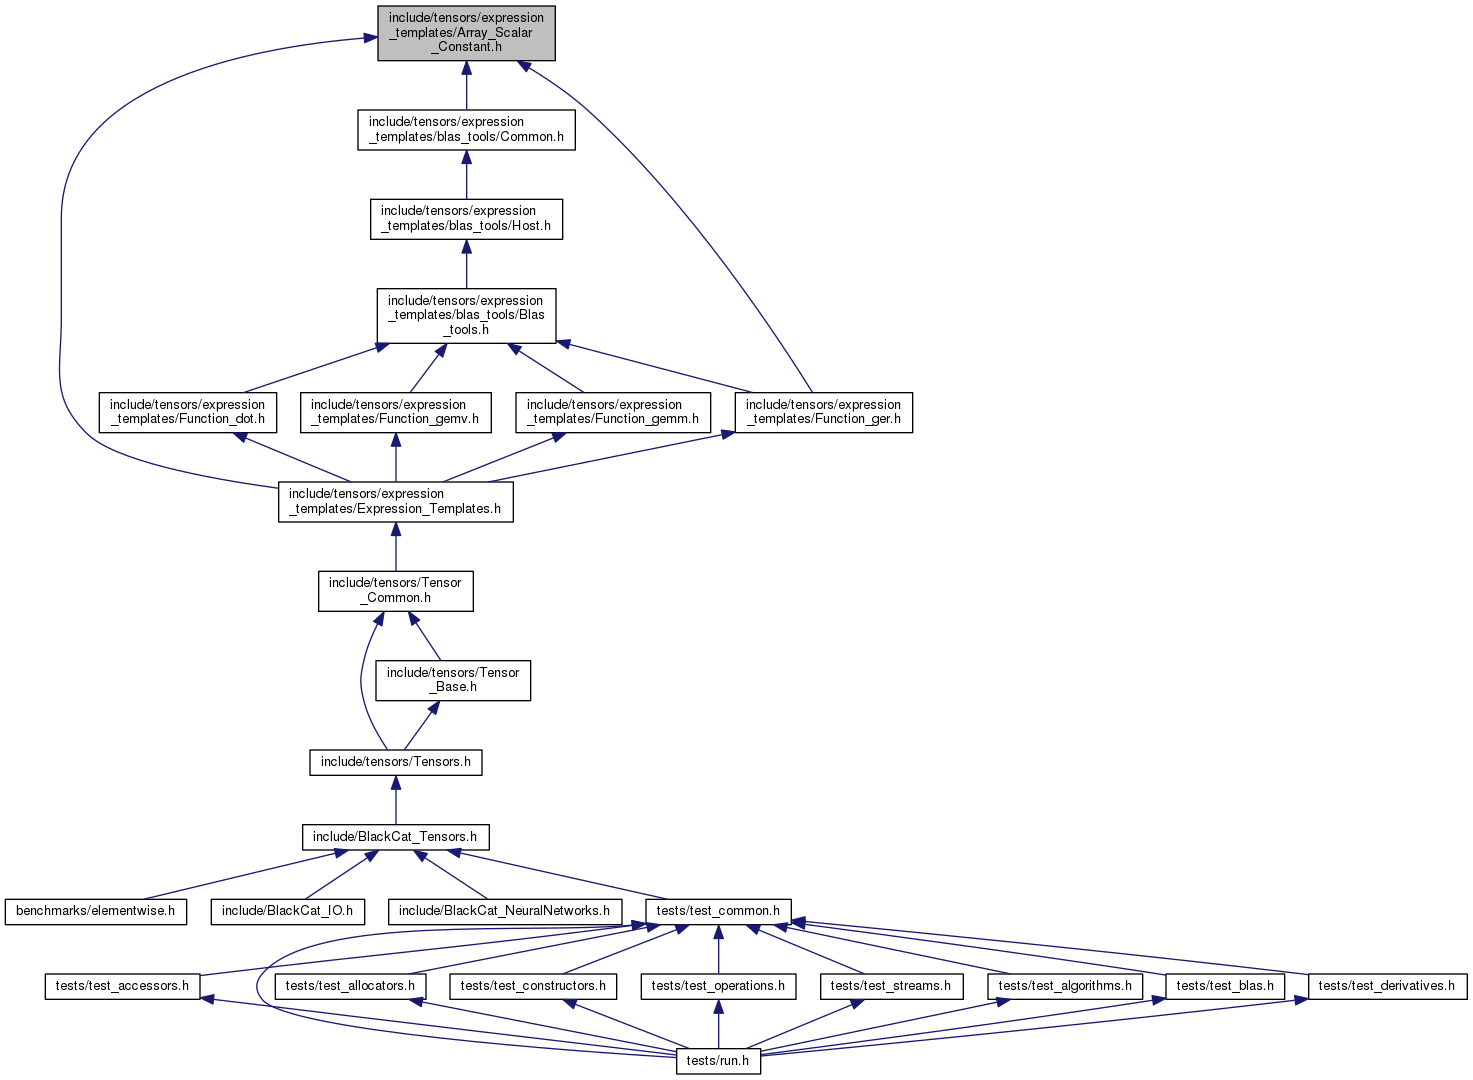 include/tensors/expression
_templates/Array_Scalar
_Constant.h
include/tensors/expression
_templates/blas_tools/Common.h
include/tensors/expression
_templates/blas_tools/Host.h
include/tensors/expression
_templates/blas_tools/Blas
_tools.h
include/tensors/expression
_templates/Function_dot.h
include/tensors/expression
_templates/Function_gemv.h
include/tensors/expression
_templates/Function_gemm.h
include/tensors/expression
_templates/Function_ger.h
include/tensors/expression
_templates/Expression_Templates.h
include/tensors/Tensor
_Common.h
include/tensors/Tensor
_Base.h
include/tensors/Tensors.h
include/BlackCat_Tensors.h
benchmarks/elementwise.h
include/BlackCat_IO.h
include/BlackCat_NeuralNetworks.h
tests/test_common.h
tests/test_accessors.h
tests/test_allocators.h
tests/test_constructors.h
tests/test_operations.h
tests/test_streams.h
tests/test_algorithms.h
tests/test_blas.h
tests/test_derivatives.h
tests/run.h